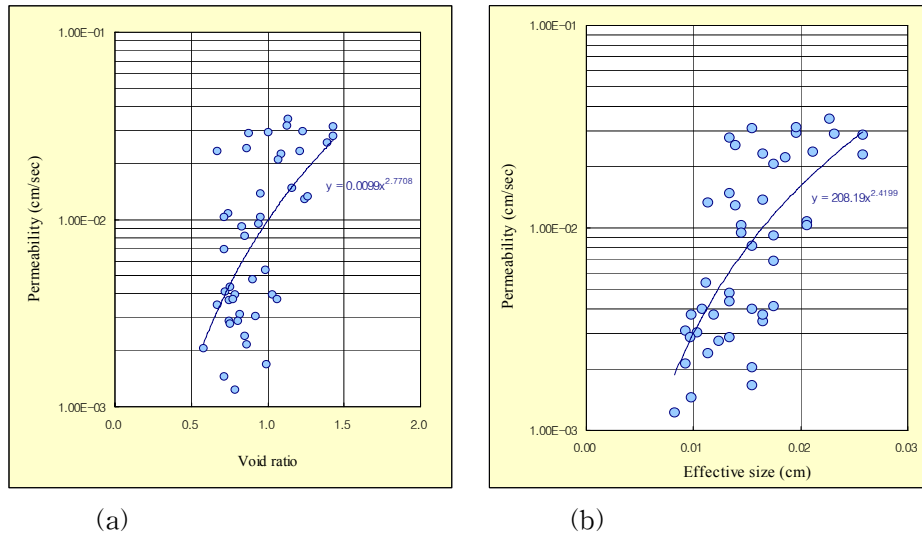 1.00E-01
1.00E-02
1.00E-03
Permeability (cm/sec)
y = 0.0099x^2.7708
0.0 0.5 1.0 1.5 2.0
Void ratio
(a)
1.00E-01
1.00E-02
1.00E-03
Permeability (cm/sec)
y = 208.19x^2.4199
0.00 0.01 0.02 0.03
Effective size (cm)
(b)